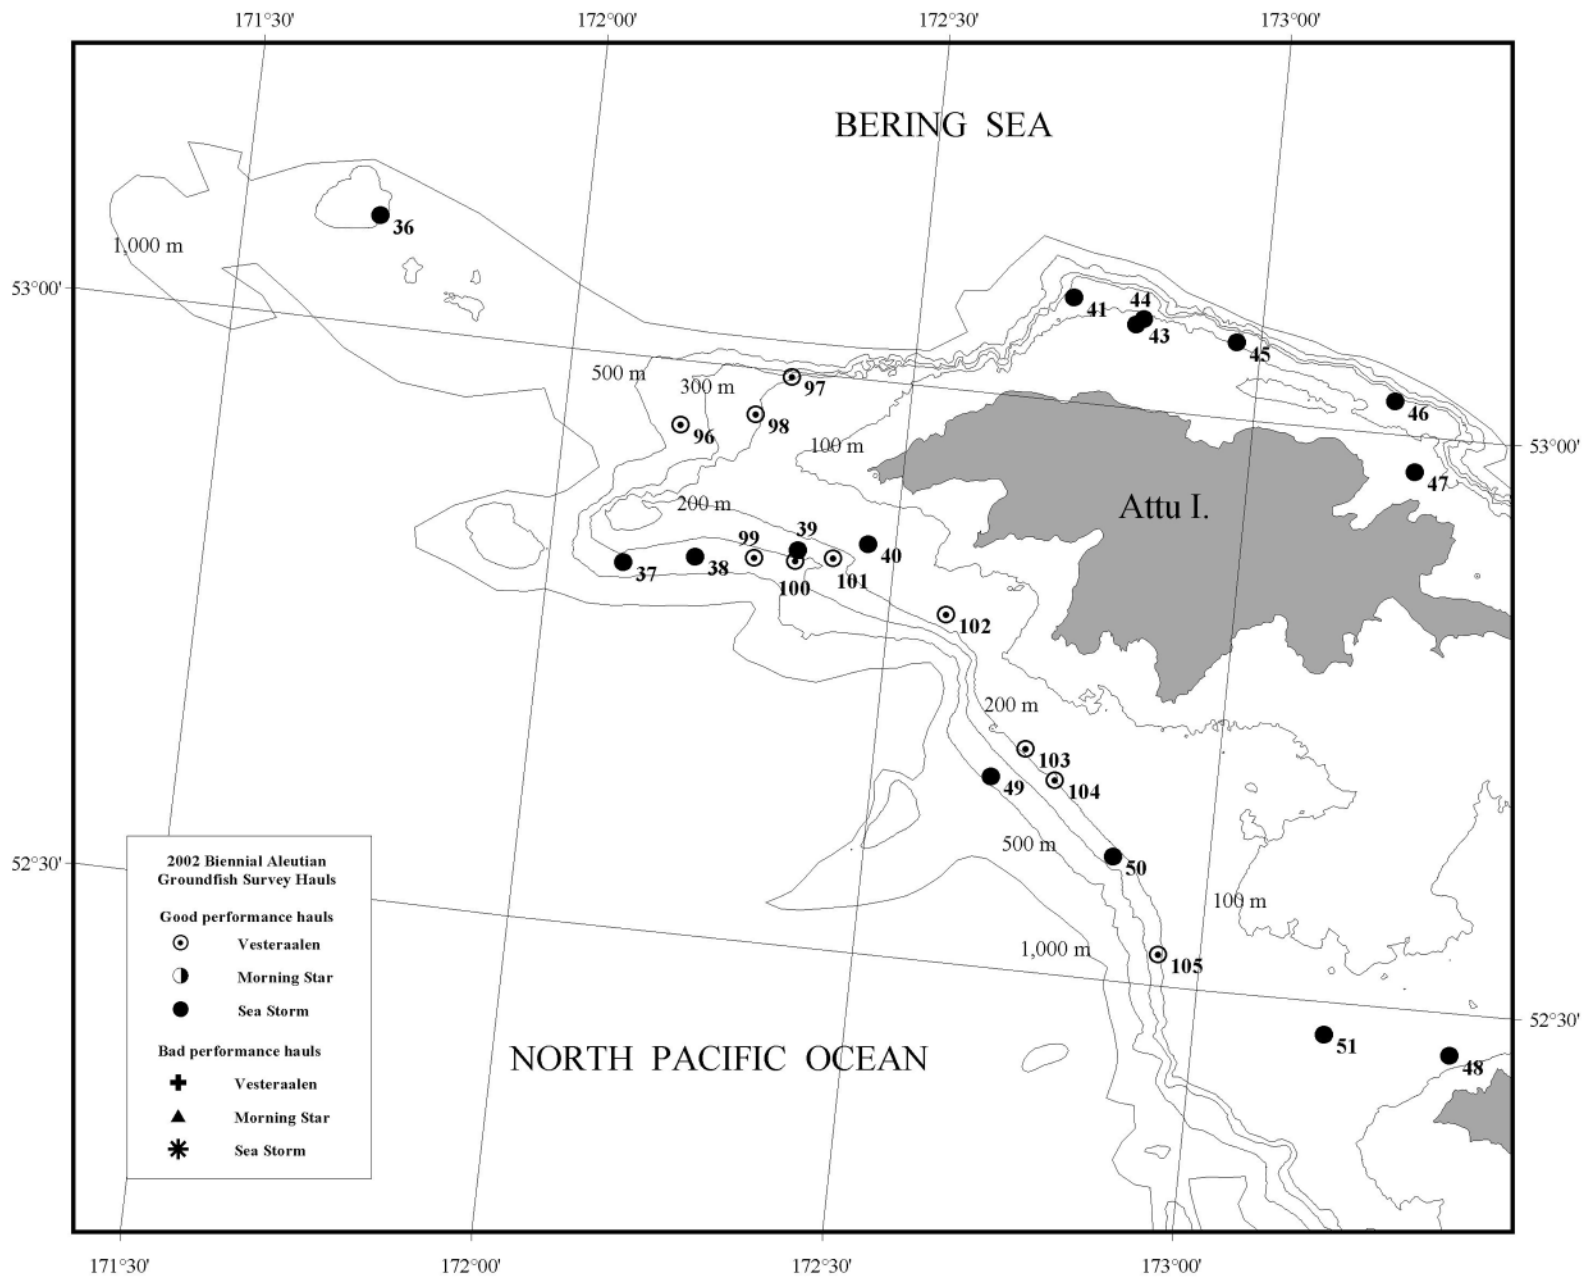 171°30' 172°00' 172°30' 173°00'
BERING SEA
36
1,000 m
53°00'
44
41
43
45
500 m
300 m
97
46
98
96
100 m
53°00'
47
200 m
Attu I.
39
99
40
37
38
101
100
102
200 m
103
49
104
500 m
50
52°30'
2002 Biennial Aleutian
Groundfish Survey Hauls
Good performance hauls
Vesteraalen
Morning Star
Sea Storm
Bad performance hauls
Vesteraalen
Morning Star
Sea Storm
100 m
1,000 m
105
52°30'
51
NORTH PACIFIC OCEAN
48
171°30' 172°00' 172°30' 173°00'